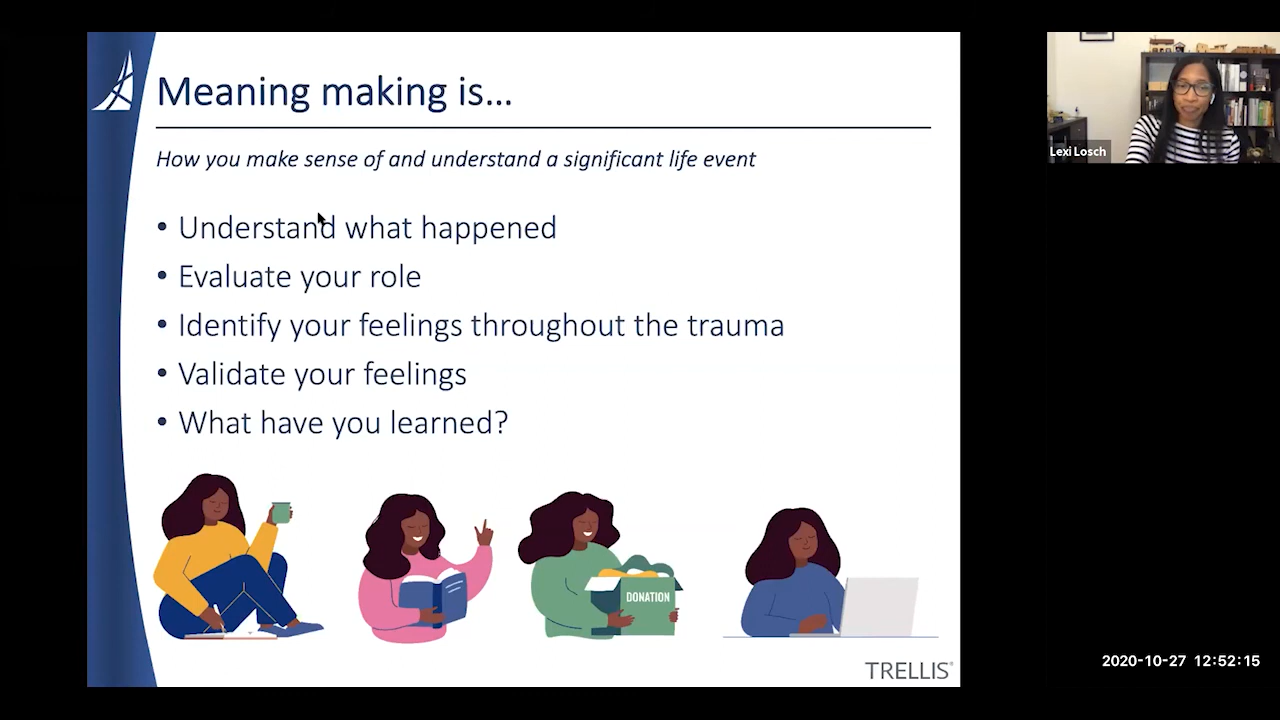 Meaning making is...
How you make sense of and understand a significant life event
• Understand what happened
• Evaluate your role
• Identify your feelings throughout the trauma
• Validate your feelings
• What have you learned?
DONATION
TRELLIS®
Lexi Losch
2020-10-27 12:52:15